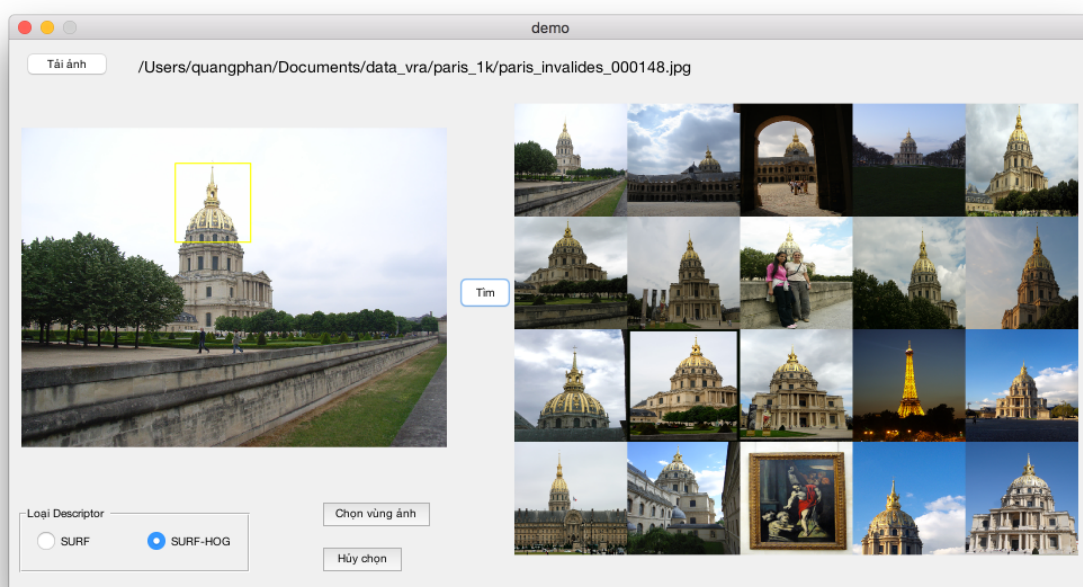 demo
Tải ảnh
/Users/quangphan/Documents/data_vra/paris_1k/paris_invalides_000148.jpg
Tìm
Loại Descriptor
SURF
SURF-HOG
Chọn vùng ảnh
Hủy chọn